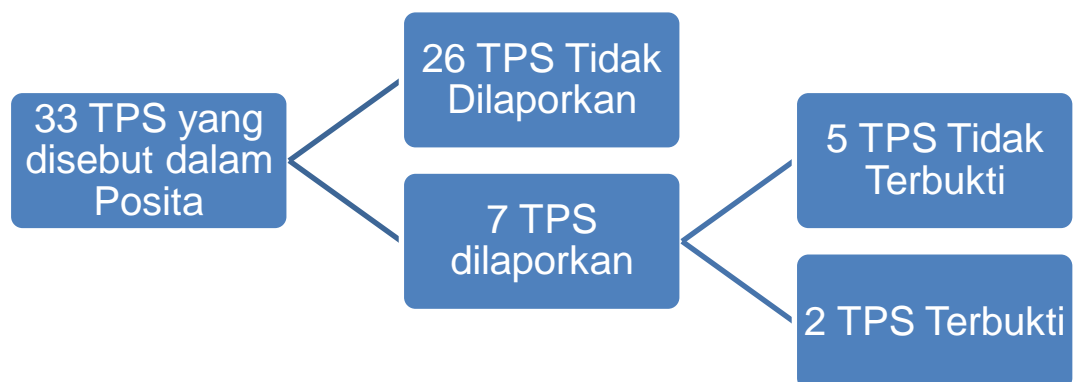 33 TPS yang
disebut dalam
Posita
26 TPS Tidak
Dilaporkan
7 TPS
dilaporkan
5 TPS Tidak
Terbukti
2 TPS Terbukti